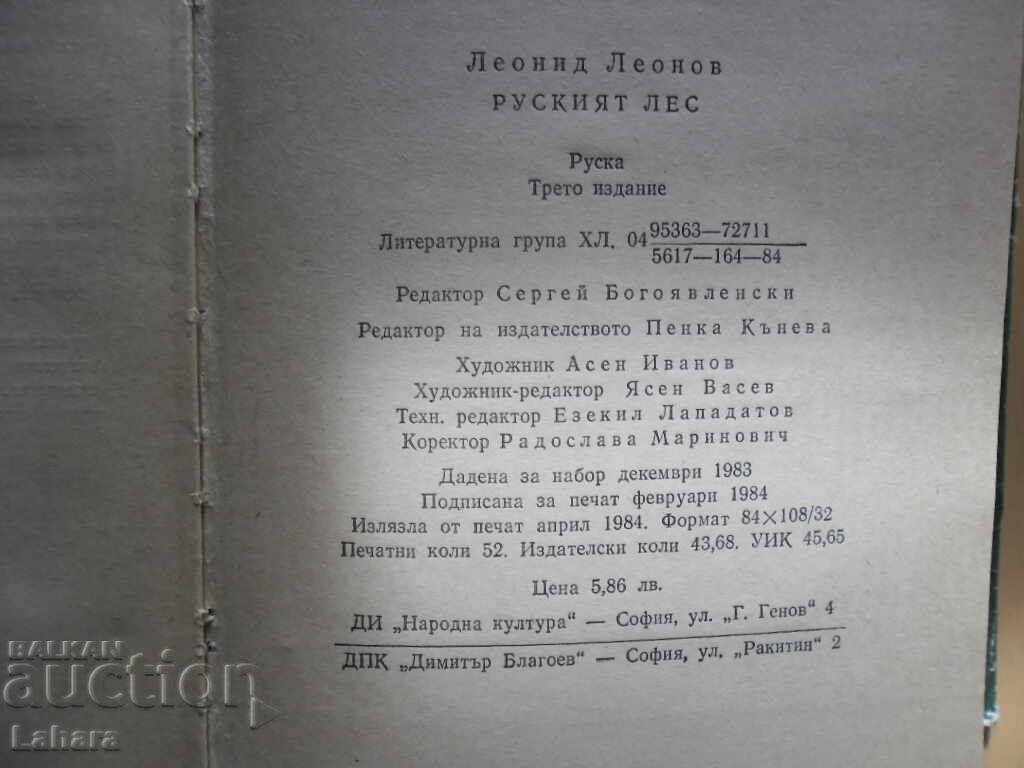 Леонид Леонов
РУСКИЯТ ЛЕС
Руска
Трето издание
Литературна група ХЛ. 04 95363—72711
5617—164—84
Редактор Сергей Богоявленски
Редактор на издателството Пенка Кънева
Художник Асен Иванов
Художник-редактор Ясен Васев
Техн. редактор Езекил Лападатов
Коректор Радослава Маринович
Дадена за набор декември 1983
Подписана за печат февруари 1984
Излязла от печат април 1984. Формат 84×108/32
Печатни коли 52. Издателски коли 43,68. УИК 45,65
Цена 5,86 лв.
ДИ „Народна култура“ — София, ул. „Г. Генов“ 4
ДПК „Димитър Благоев“ — София, ул. „Ракитин“ 2
BALKAN
auction
Lahara